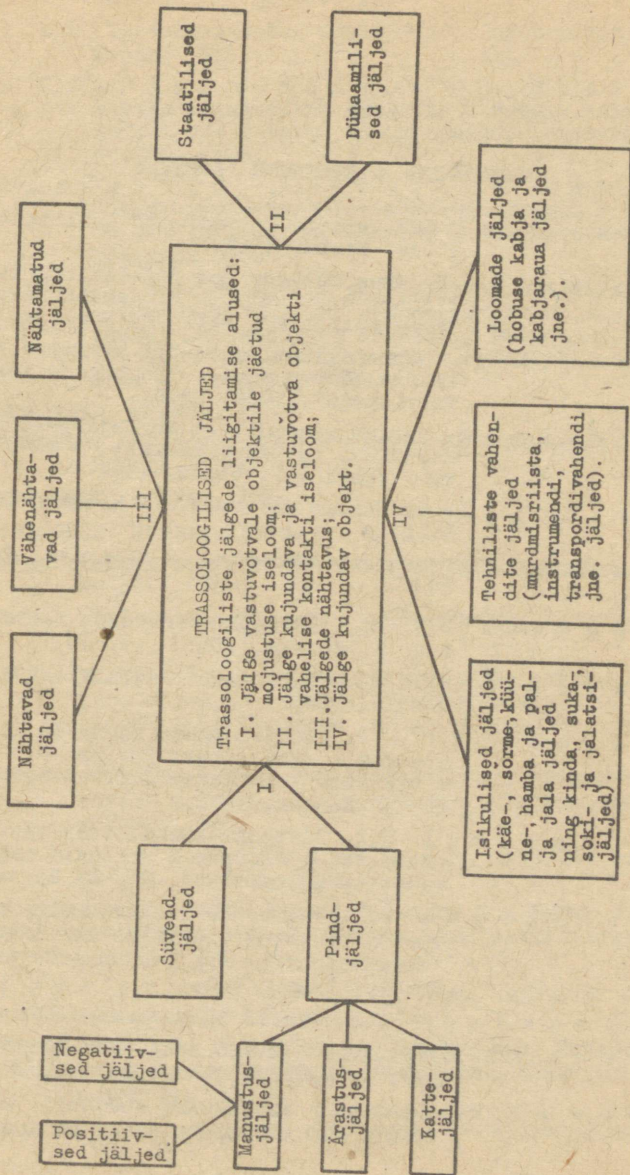 Nähtavad
jäljed
Vähenähta-
vad jäljed
Nähtamatud
jäljed
III
Positiiv-
sed jäljed
Negatiiv-
sed jäljed
Manustus-
jäljed
Ärastus-
jäljed
Katte-
jäljed
Süvend-
jäljed
Pind-
jäljed
I
TRASSOLOOGILISED JÄLJED
Trassoloogiliste jälgede liigitamise alused:
I. Jälge vastuvõtvale objektile jäetud
mõjustuse iseloom;
II. Jälge kujundava ja vastuvõtva objekti
vahelise kontakti iseloom;
III.Jälgede nähtavus;
IV. Jälge kujundav objekt.
II
Staatilised
jäljed
Dünaamili-
sed jäljed
IV
Isikulised jäljed
(käe-, sorme-,küü-
ne-, hamba ja pal-
ja jala jäljed
ning kinda, suka-,
soki- ja jalatsi-
jäljed).
Tehniliste vahen-
dite jäljed
(murdmisriista,
instrumendi,
transpordivahendi
jne. jäljed).
Loomade jäljed
(hobuse kabja ja
kabjaraua jäljed
jne.).